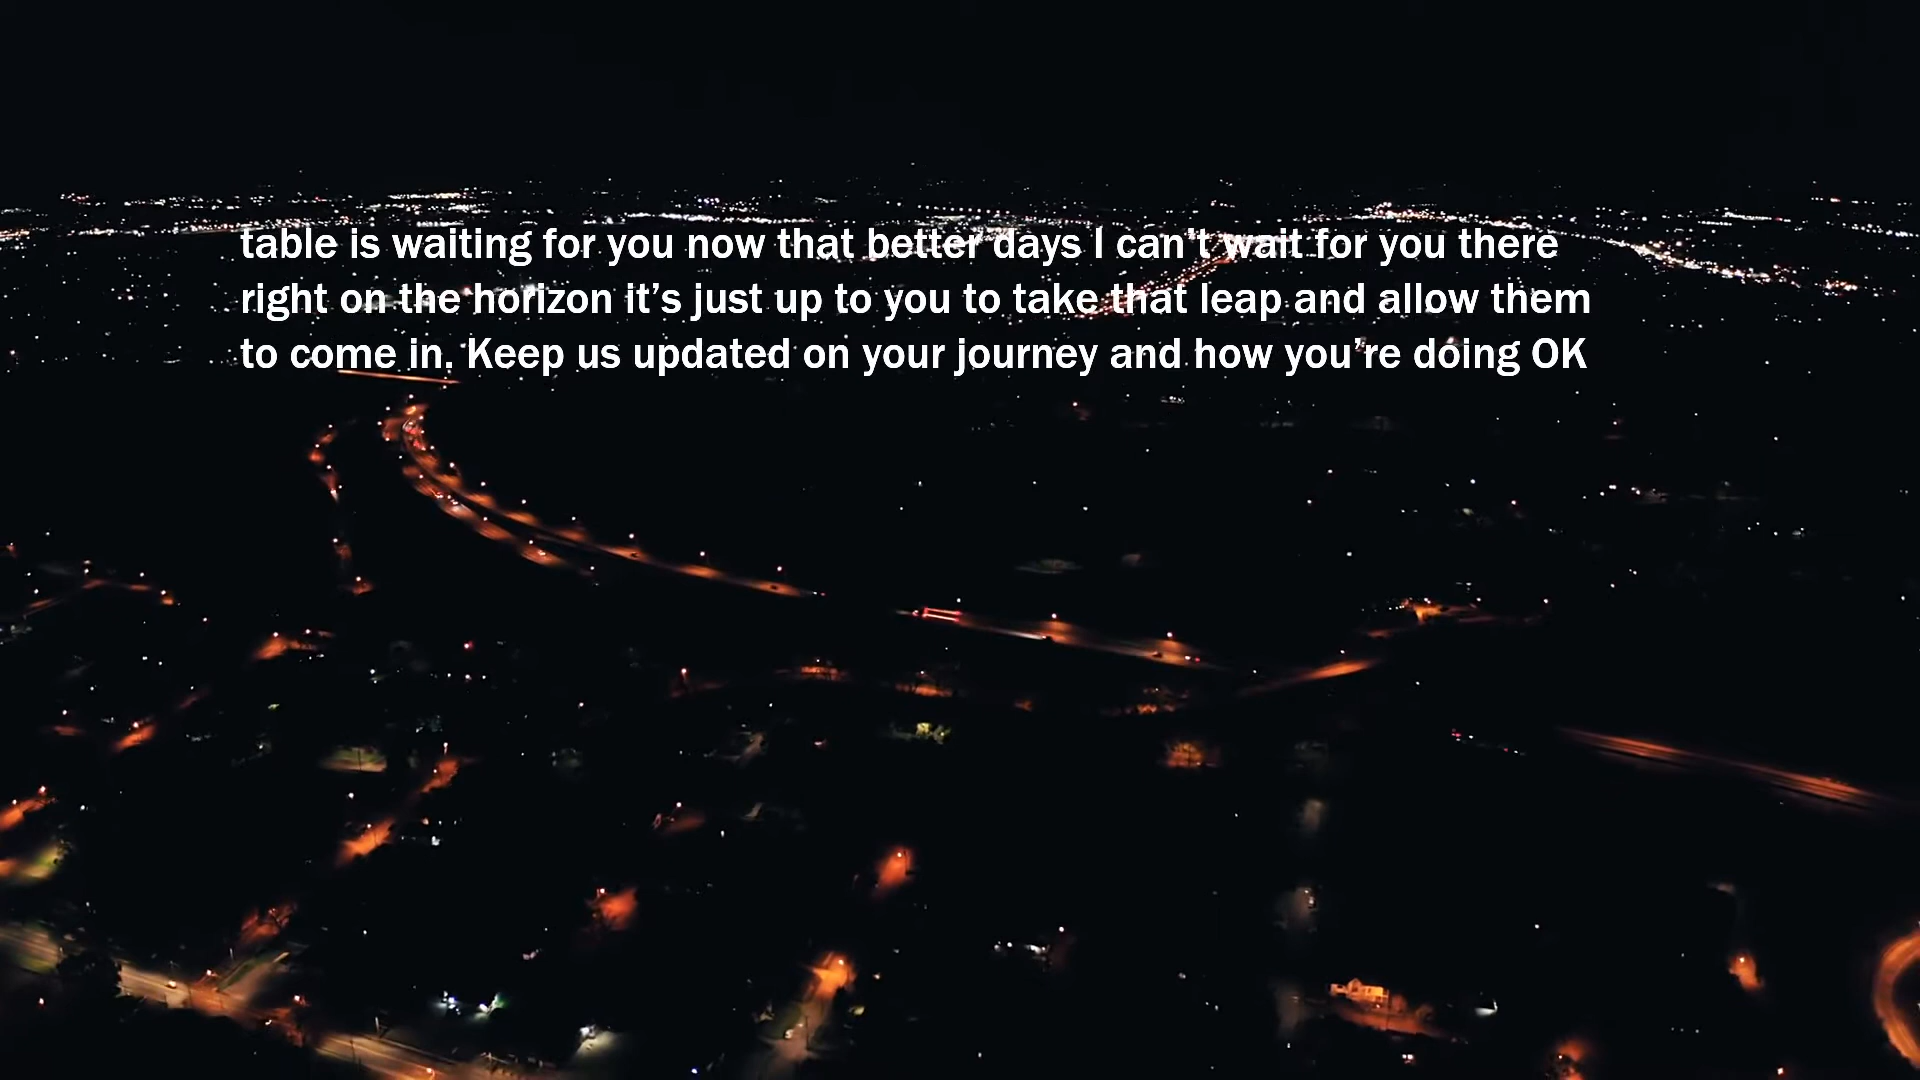 table is waiting for you now that better days I can’t wait for you there
right on the horizon it’s just up to you to take that leap and allow them
to come in. Keep us updated on your journey and how you’re doing OK